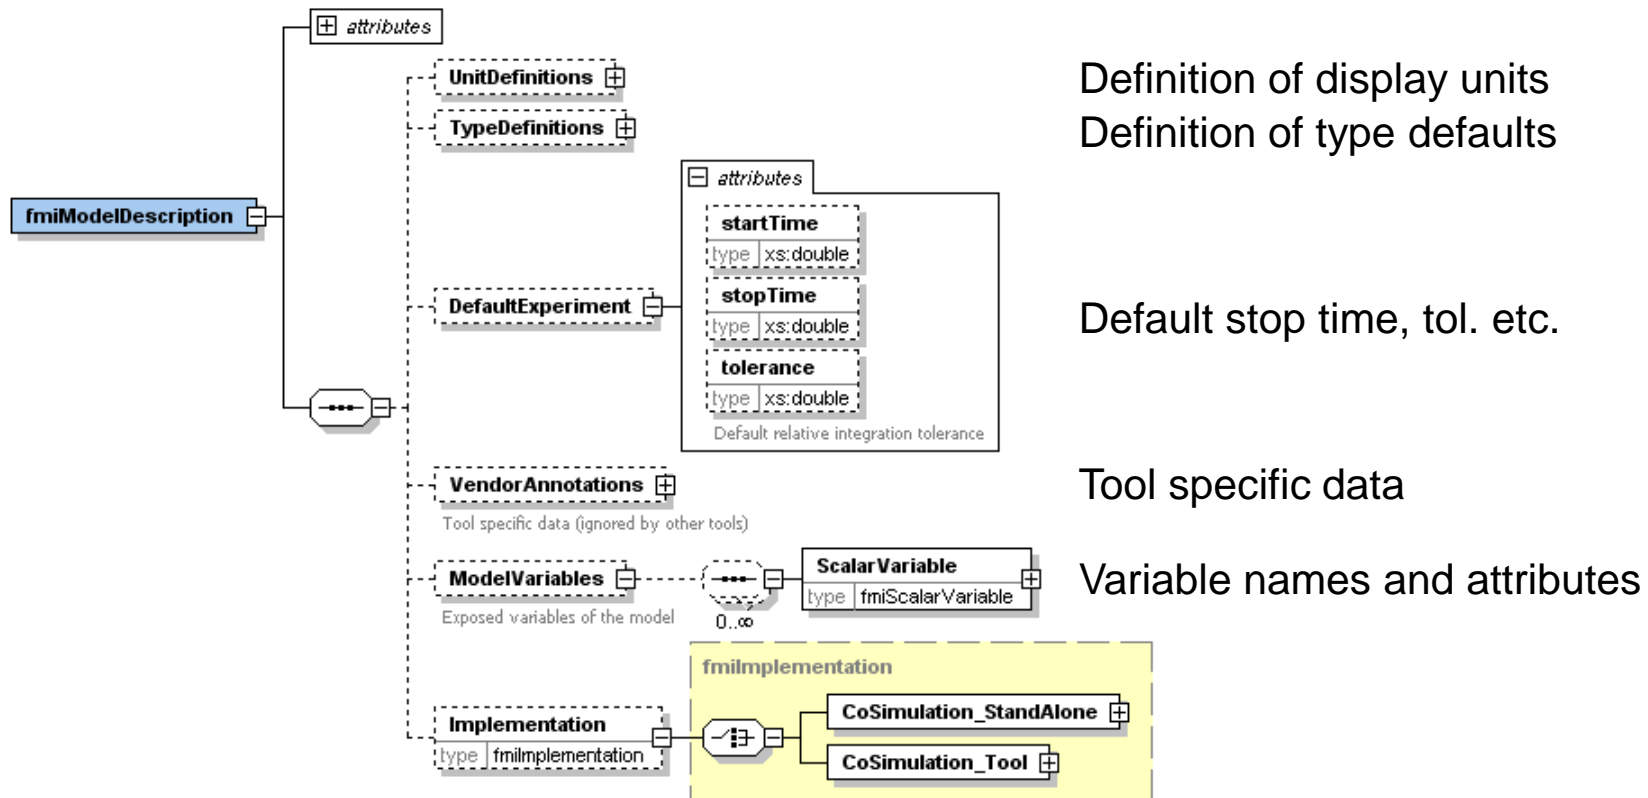 attributes
UnitDefinitions
Definition of display units
TypeDefinitions
Definition of type defaults
attributes
fmiModelDescription
startTime
type xs:double
DefaultExperiment
stopTime
type xs:double
Default stop time, tol. etc.
tolerance
type xs:double
Default relative integration tolerance
VendorAnnotations
Tool specific data
Tool specific data (ignored by other tools)
ModelVariables
ScalarVariable
type fmiScalarVariable
Variable names and attributes
Exposed variables of the model
0..∞
fmiImplementation
Implementation
type fmiImplementation
CoSimulation_StandAlone
CoSimulation_Tool